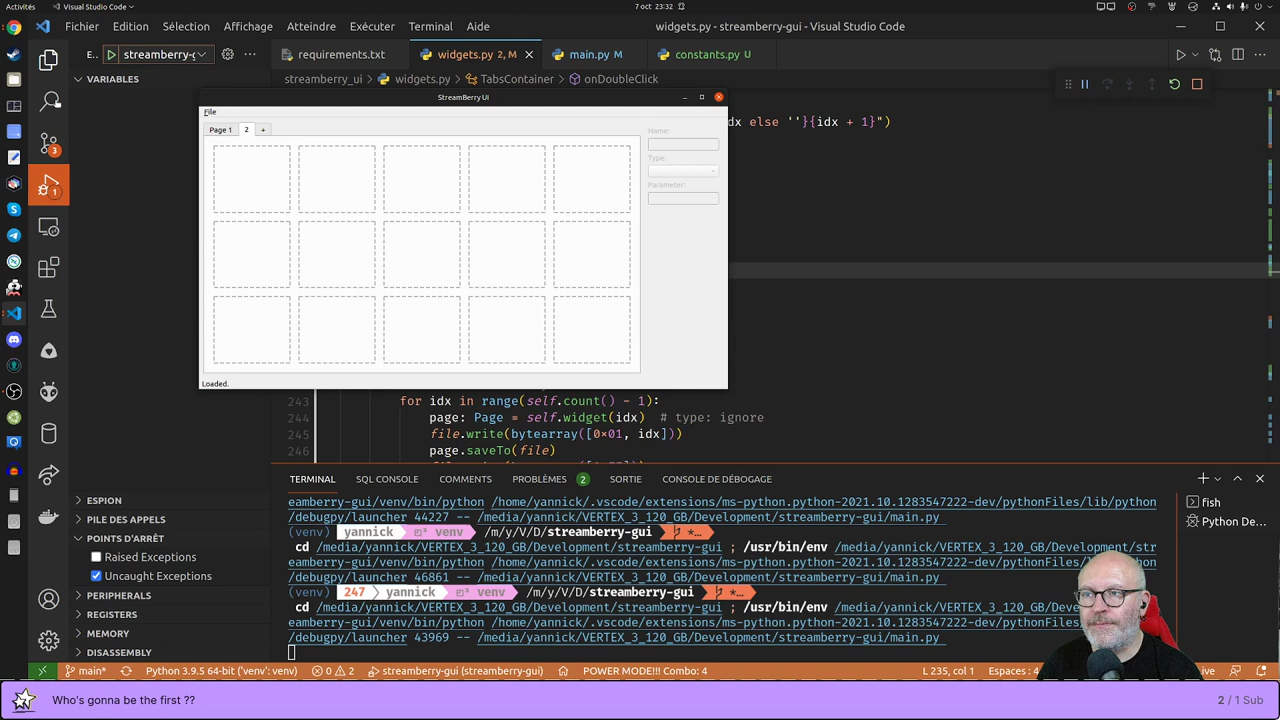 Activités
Visual Studio Code
7 oct 23:32
Fichier Edition Sélection Affichage Atteindre Exécuter Terminal Aide
widgets.py - streamberry-gui - Visual Studio Code
E..
streamberry-g
requirements.txt
widgets.py 2, M
main.py M
constants.py U
streamberry_ui > widgets.py > TabsContainer > onDoubleClick
VARIABLES
StreamBerry UI
File
Page 1
2
+
Name:
Type:
Parameter:
Loaded.
dx else ''}{idx + 1}")
243 for idx in range(self.count() - 1):
244 page: Page = self.widget(idx) # type: ignore
245 file.write(bytearray([0x01, idx]))
246 page.saveTo(file)
3
1
TERMINAL SQL CONSOLE COMMENTS PROBLÈMES 2 SORTIE CONSOLE DE DÉBOGAGE
eamberry-gui/venv/bin/python /home/yannick/.vscode/extensions/ms-python.python-2021.10.1283547222-dev/pythonFiles/lib/python
/debugpy/launcher 44227 -- /media/yannick/VERTEX_3_120_GB/Development/streamberry-gui/main.py
(venv) yannick venv /m/y/V/D/streamberry-gui *…
cd /media/yannick/VERTEX_3_120_GB/Development/streamberry-gui ; /usr/bin/env /media/yannick/VERTEX_3_120_GB/Development/str
eamberry-gui/venv/bin/python /home/yannick/.vscode/extensions/ms-python.python-2021.10.1283547222-dev/pythonFiles/lib/python
/debugpy/launcher 46861 -- /media/yannick/VERTEX_3_120_GB/Development/streamberry-gui/main.py
(venv) 247 yannick venv /m/y/V/D/streamberry-gui *…
cd /media/yannick/VERTEX_3_120_GB/Development/streamberry-gui ; /usr/bin/env /media/yannick/VERTEX_3_120_GB/De
eamberry-gui/venv/bin/python /home/yannick/.vscode/extensions/ms-python.python-2021.10.1283547222-dev/pythonFi
/debugpy/launcher 43969 -- /media/yannick/VERTEX_3_120_GB/Development/streamberry-gui/main.py
fish
Python De...
ESPION
PILE DES APPELS
POINTS D'ARRÊT
Raised Exceptions
Uncaught Exceptions
PERIPHERALS
REGISTERS
MEMORY
DISASSEMBLY
main* Python 3.9.5 64-bit ('venv': venv) 0 2 streamberry-gui (streamberry-gui) POWER MODE!!! Combo: 4 L 235, col 1 Espaces : 4 ive
Who's gonna be the first ??
2 / 1 Sub